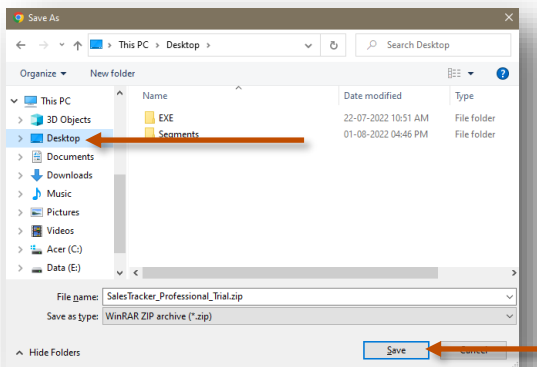 Save As
This PC > Desktop >
Search Desktop
Organize
New folder
Name
Date modified
Type
This PC
3D Objects
Desktop
Documents
Downloads
Music
Pictures
Videos
Acer (C:)
Data (E:)
EXE 22-07-2022 10:51 AM File folder
Segments 01-08-2022 04:46 PM File folder
File name: SalesTracker_Professional_Trial.zip
Save as type: WinRAR ZIP archive (*.zip)
Hide Folders
Save
Cancel